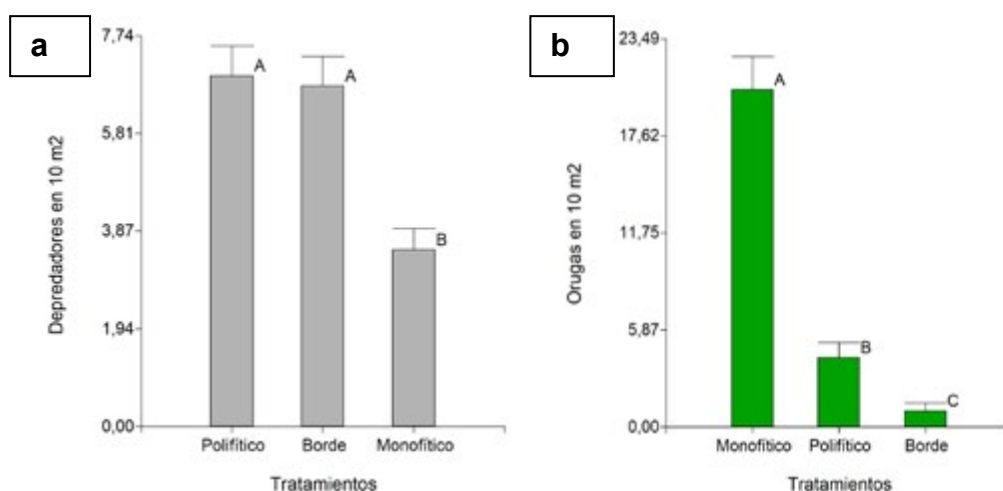 a
7,74
5,81
3,87
1,94
0,00
Depredadores en 10 m2
A
A
B
Polifítico Borde Monofítico
Tratamientos
b
23,49
17,62
11,75
5,87
0,00
Orugas en 10 m2
A
B
C
Monofítico Polifítico Borde
Tratamientos